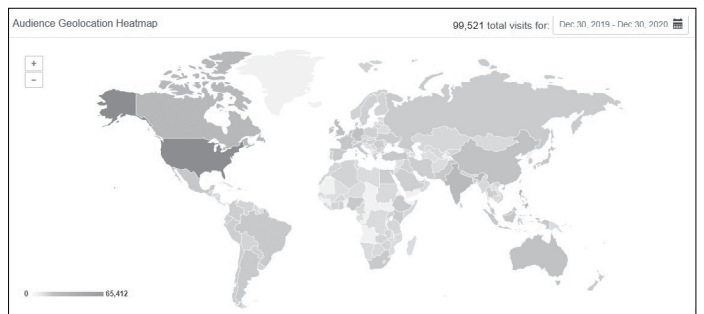 Audience Geolocation Heatmap
99,521 total visits for: Dec 30, 2019 - Dec 30, 2020
+
−
0 65,412